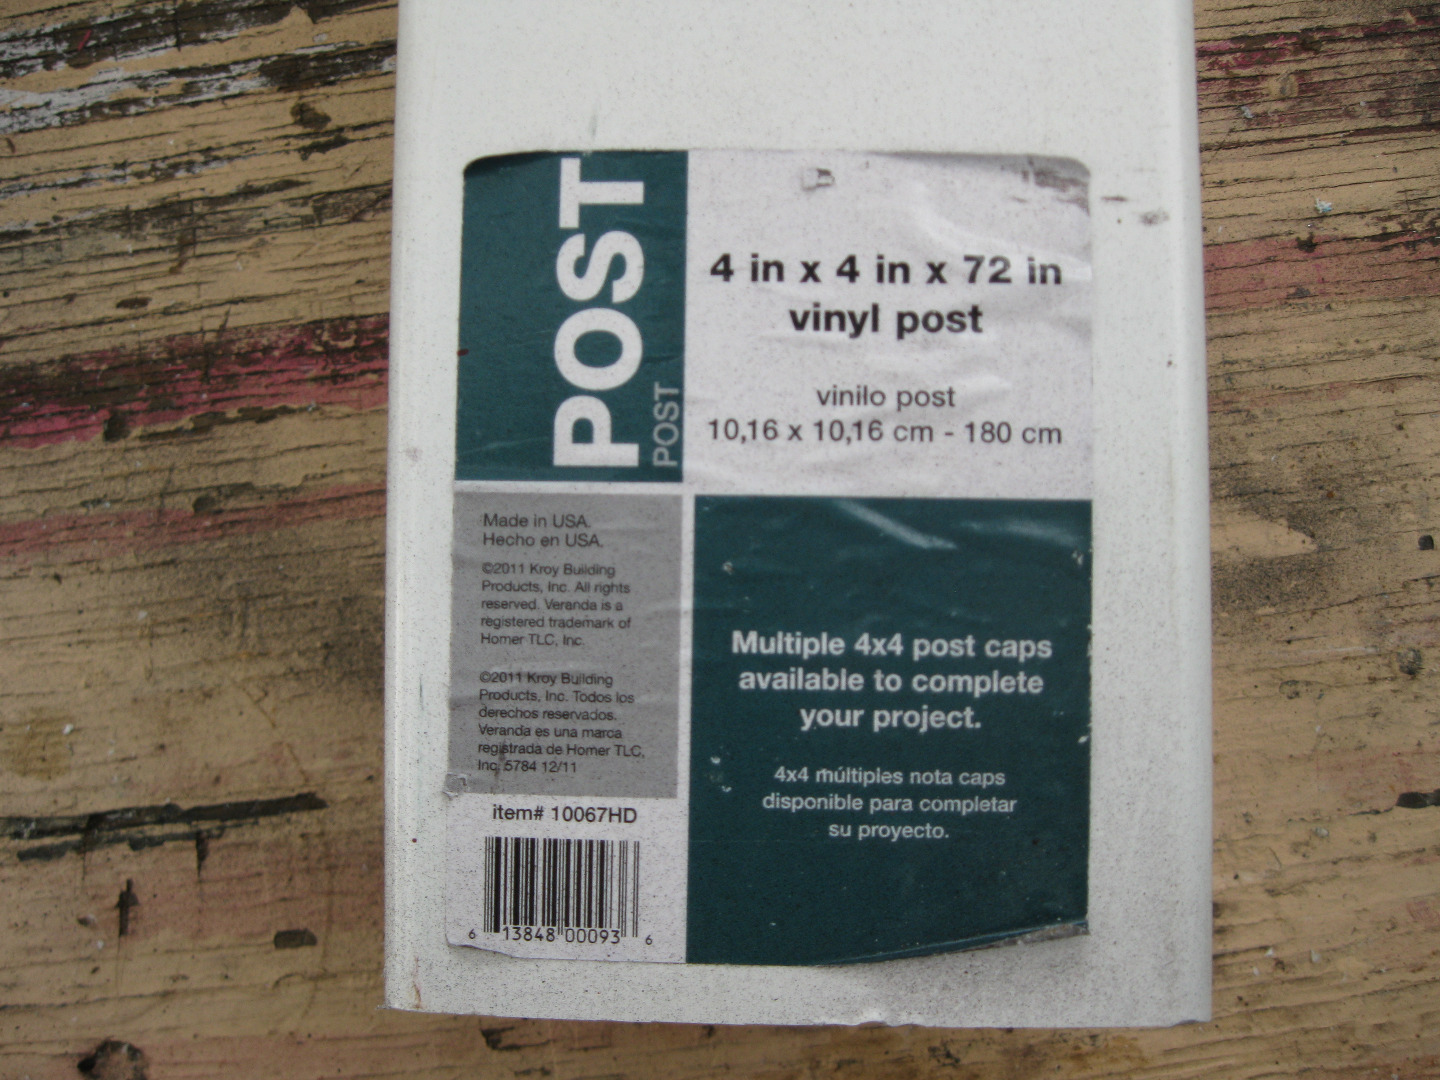 POST
POST
4 in x 4 in x 72 in
vinyl post
vinilo post
10,16 x 10,16 cm - 180 cm
Made in USA.
Hecho en USA.
©2011 Kroy Building
Products, Inc. All rights
reserved. Veranda is a
registered trademark of
Homer TLC, Inc.
©2011 Kroy Building
Products, Inc. Todos los
derechos reservados.
Veranda es una marca
registrada de Homer TLC,
Inc. 5784 12/11
item# 10067HD
6 13848 00093 6
Multiple 4x4 post caps
available to complete
your project.
4x4 múltiples nota caps
disponible para completar
su proyecto.